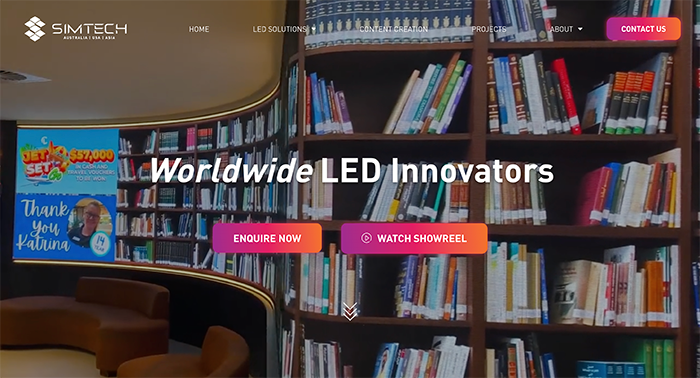 SIMTECH
AUSTRALIA | USA | ASIA
HOME
LED SOLUTIONS
CONTENT CREATION
PROJECTS
ABOUT
CONTACT US
JET SET
$57,000
IN CASH AND
TRAVEL VOUCHERS
TO BE WON!
Worldwide LED Innovators
Thank
You
Katrina
14
ENQUIRE NOW
WATCH SHOWREEL